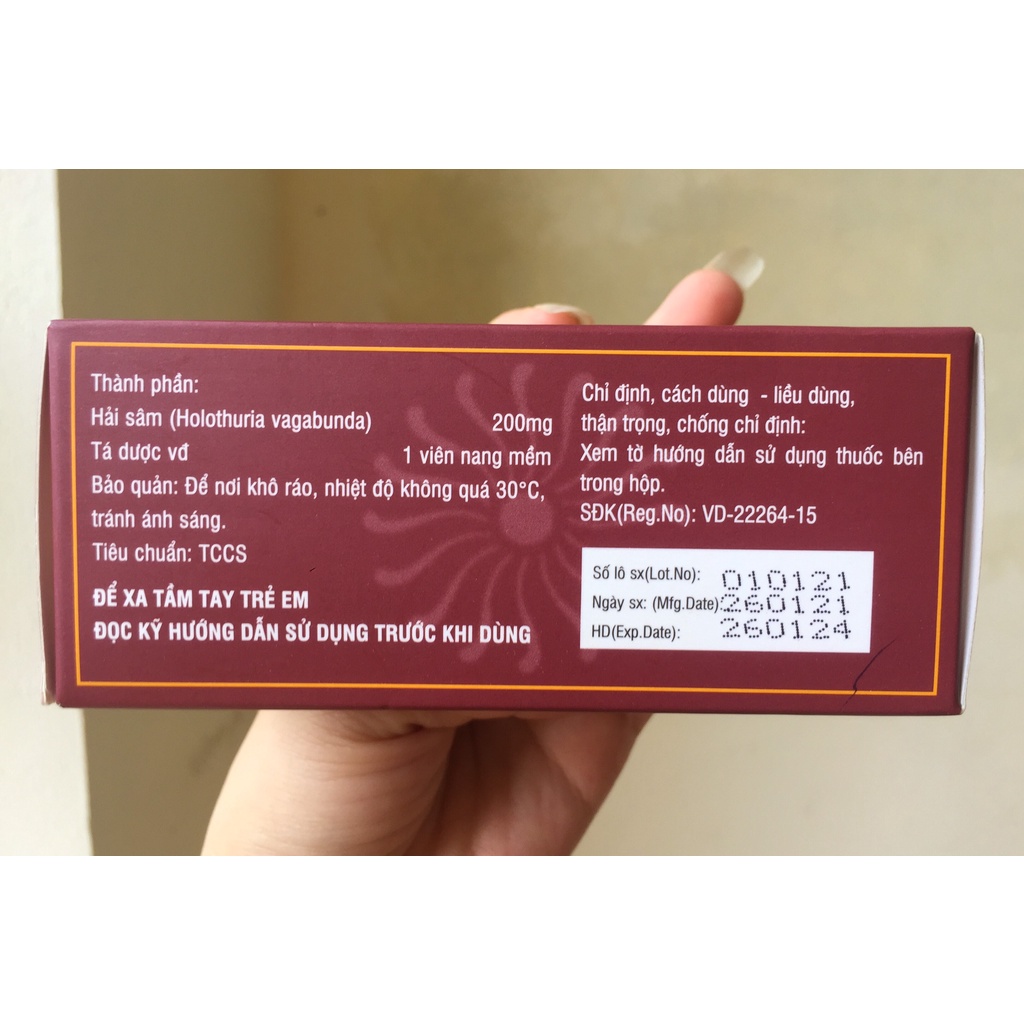 Thành phần:
Hải sâm (Holothuria vagabunda) 200mg
Tá dược vđ 1 viên nang mềm
Bảo quản: Để nơi khô ráo, nhiệt độ không quá 30°C,
tránh ánh sáng.
Tiêu chuẩn: TCCS
ĐỂ XA TẦM TAY TRẺ EM
ĐỌC KỸ HƯỚNG DẪN SỬ DỤNG TRƯỚC KHI DÙNG
Chỉ định, cách dùng - liều dùng,
thận trọng, chống chỉ định:
Xem tờ hướng dẫn sử dụng thuốc bên
trong hộp.
SĐK(Reg.No): VD-22264-15
Số lô sx(Lot.No): 010121
Ngày sx: (Mfg.Date): 260121
HD(Exp.Date): 260124